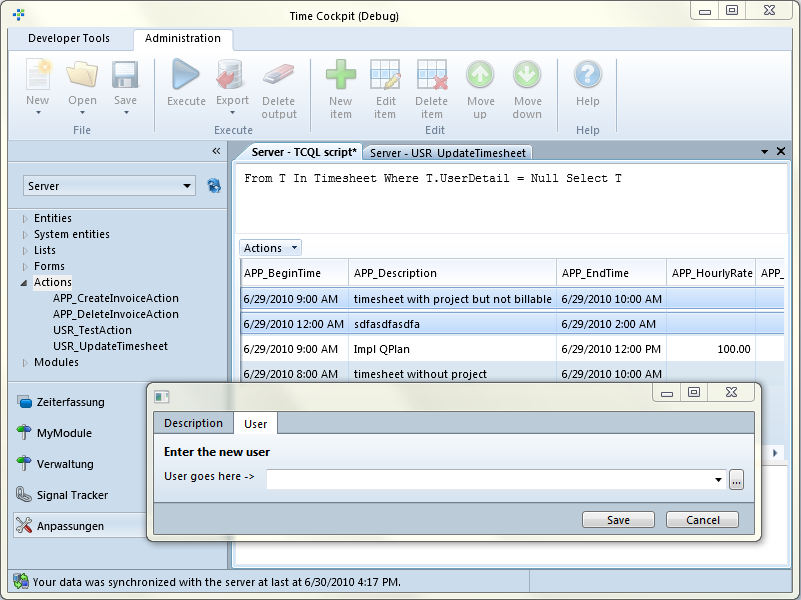 Time Cockpit (Debug)
Developer Tools Administration
New Open Save Execute Export Delete output New item Edit item Delete item Move up Move down Help
File Execute Edit Help
« Server - TCQL script* Server - USR_UpdateTimesheet
Server
From T In Timesheet Where T.UserDetail = Null Select T
Entities
System entities
Lists
Forms
Actions
APP_CreateInvoiceAction
APP_DeleteInvoiceAction
USR_TestAction
USR_UpdateTimesheet
Modules
Actions
APP_BeginTime APP_Description APP_EndTime APP_HourlyRate APP_
6/29/2010 9:00 AM timesheet with project but not billable 6/29/2010 10:00 AM
6/29/2010 12:00 AM sdfasdfasdfa 6/29/2010 2:00 AM
6/29/2010 9:00 AM Impl QPlan 6/29/2010 12:00 PM 100.00
6/29/2010 8:00 AM timesheet without project 6/29/2010 10:00 AM
Zeiterfassung
MyModule
Verwaltung
Signal Tracker
Anpassungen
Description User
Enter the new user
User goes here -> ...
Save Cancel
Your data was synchronized with the server at last at 6/30/2010 4:17 PM.